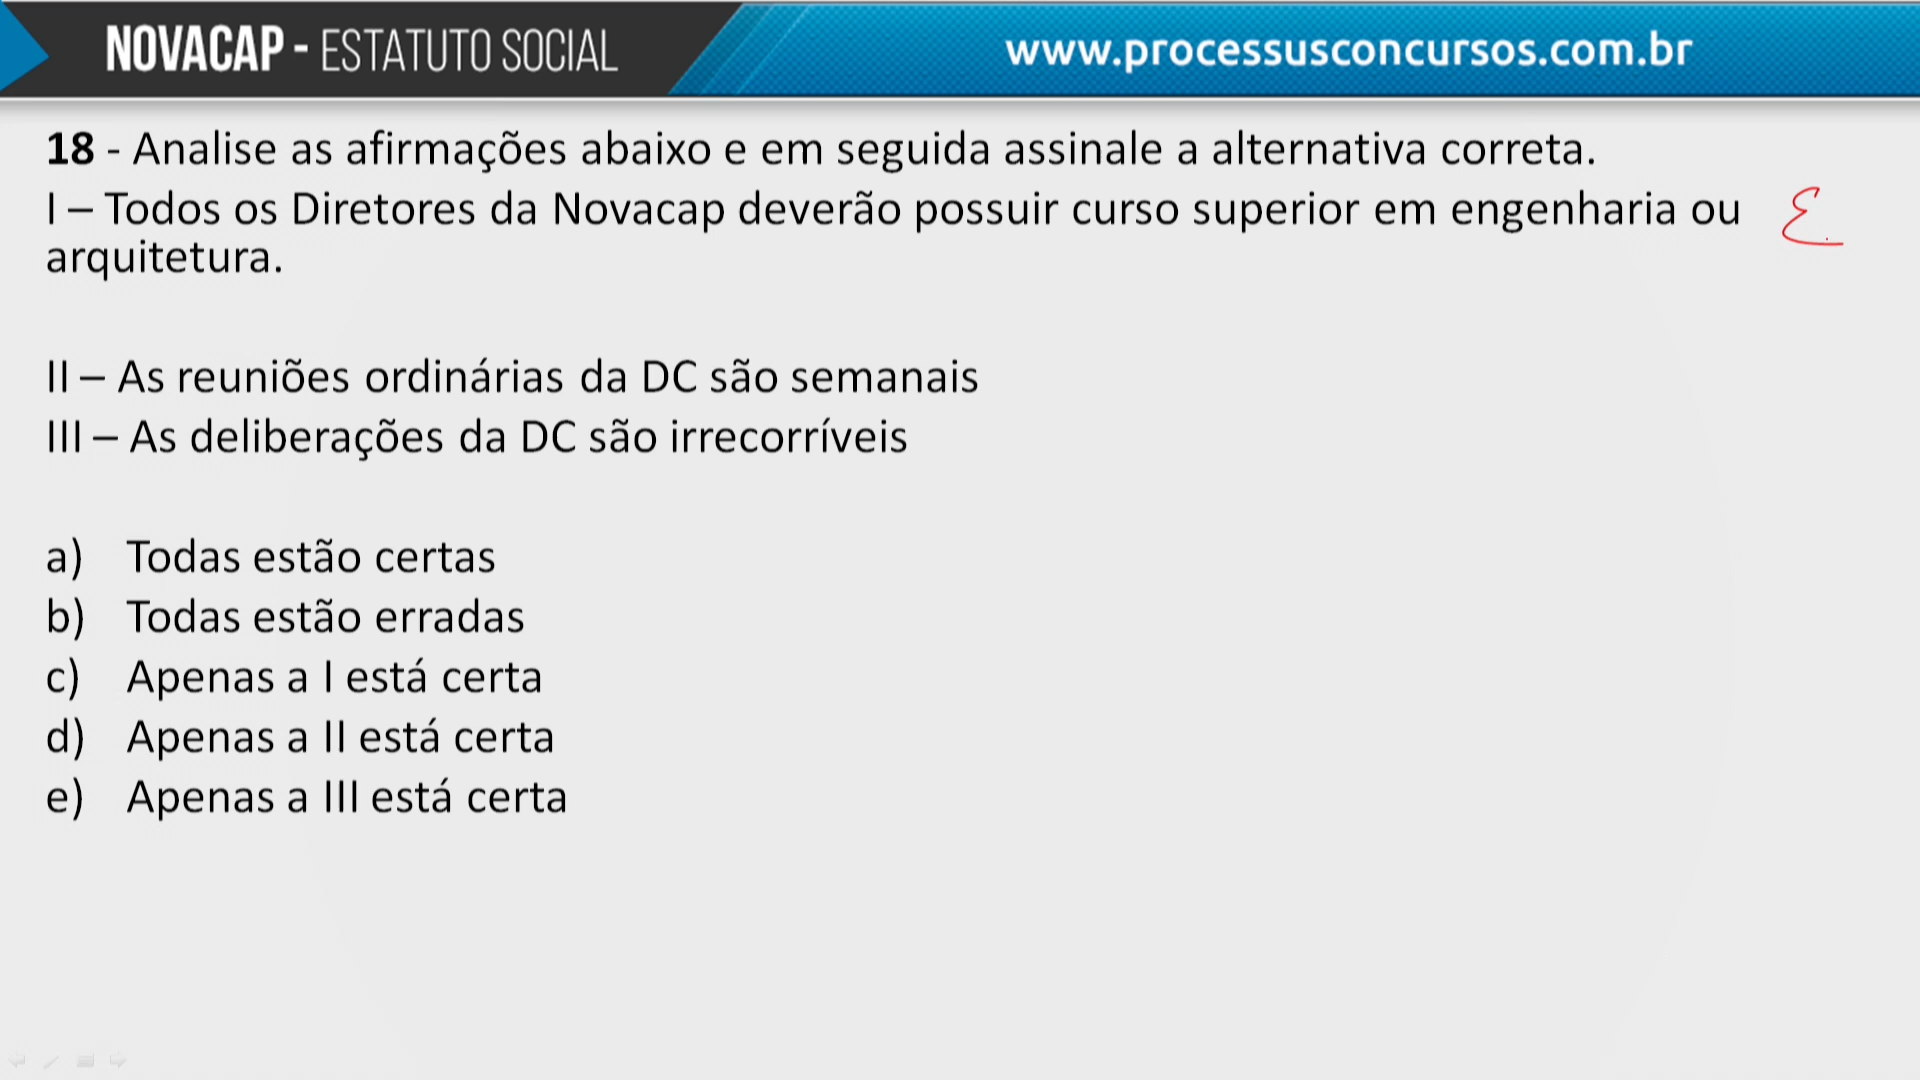 NOVACAP - ESTATUTO SOCIAL
www.processusconcursos.com.br
18 - Analise as afirmações abaixo e em seguida assinale a alternativa correta.
I – Todos os Diretores da Novacap deverão possuir curso superior em engenharia ou
E
arquitetura.
II – As reuniões ordinárias da DC são semanais
III – As deliberações da DC são irrecorríveis
a) Todas estão certas
b) Todas estão erradas
c) Apenas a I está certa
d) Apenas a II está certa
e) Apenas a III está certa